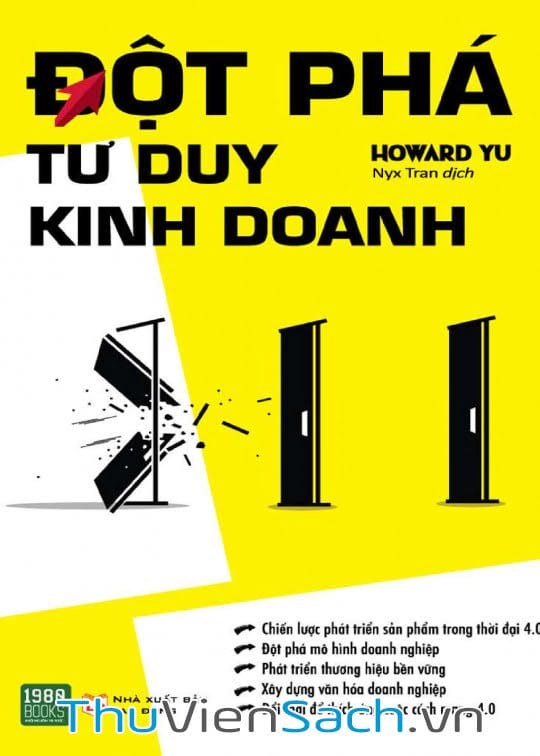 ĐỘT PHÁ
TƯ DUY
KINH DOANH
HOWARD YU
Nyx Tran dịch
Chiến lược phát triển sản phẩm trong thời đại 4.0
Đột phá mô hình doanh nghiệp
Phát triển thương hiệu bền vững
Xây dựng văn hóa doanh nghiệp
4.0
1980
BOOKS
NHÀ XUẤT
ThuVienSach.vn